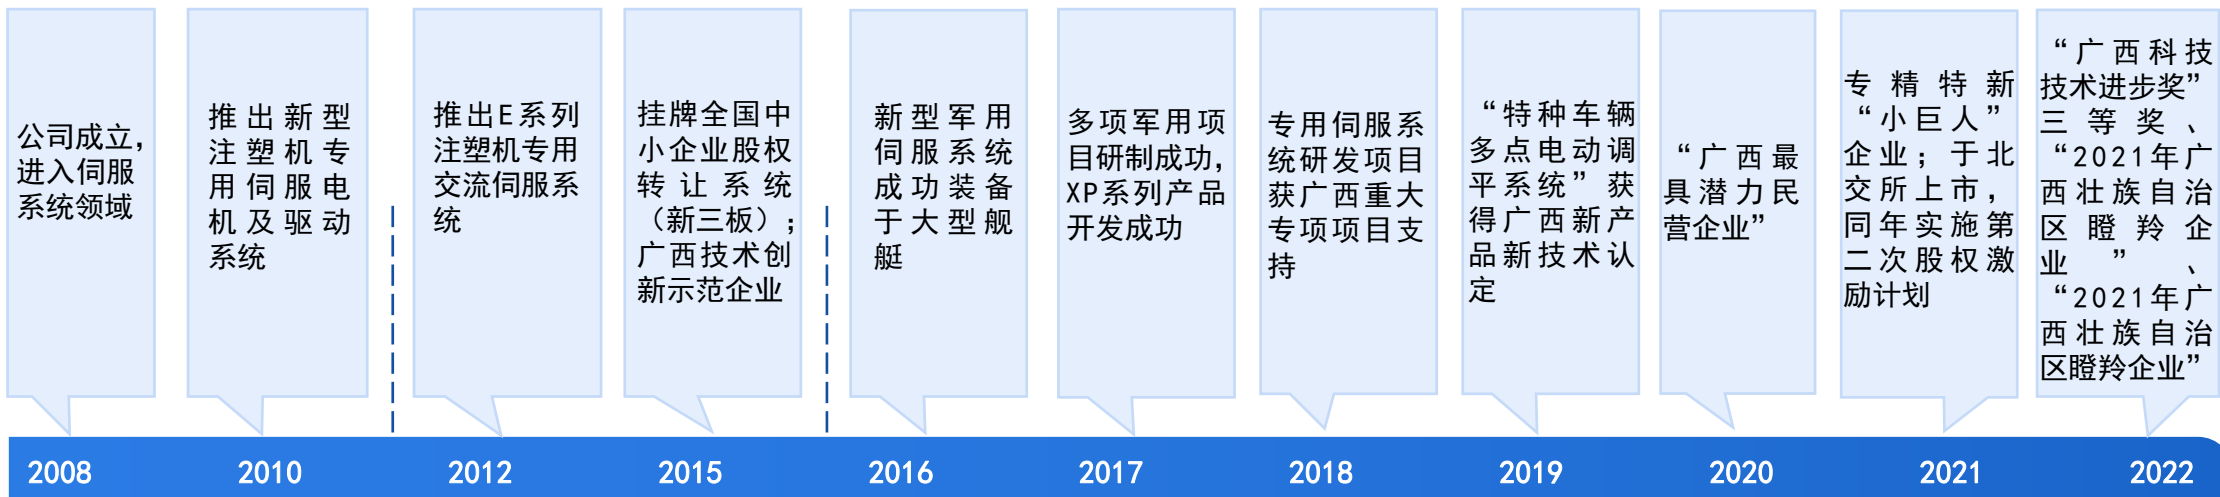 公司成立，
进入伺服
系统领域
推出新型
注塑机专
用伺服电
机及驱动
系统
推出E系列
注塑机专用
交流伺服系
统
挂牌全国中
小企业股权
转让系统
（新三板）；
广西技术创
新示范企业
新型军用
伺服系统
成功装备
于大型舰
艇
多项军用项
目研制成功，
XP系列产品
开发成功
专用伺服系
统研发项目
获广西重大
专项项目支
持
“特种车辆
多点电动调
平系统”获
得广西新产
品新技术认
定
“广西最
具潜力民
营企业”
专精特新
“小巨人”
企业；于北
交所上市，
同年实施第
二次股权激
励计划
“广西科技
技术进步奖”
三等奖、
“2021年广
西壮族自治
区瞪羚企
业”、
“2021年广
西壮族自治
区瞪羚企业”
2008
2010
2012
2015
2016
2017
2018
2019
2020
2021
2022